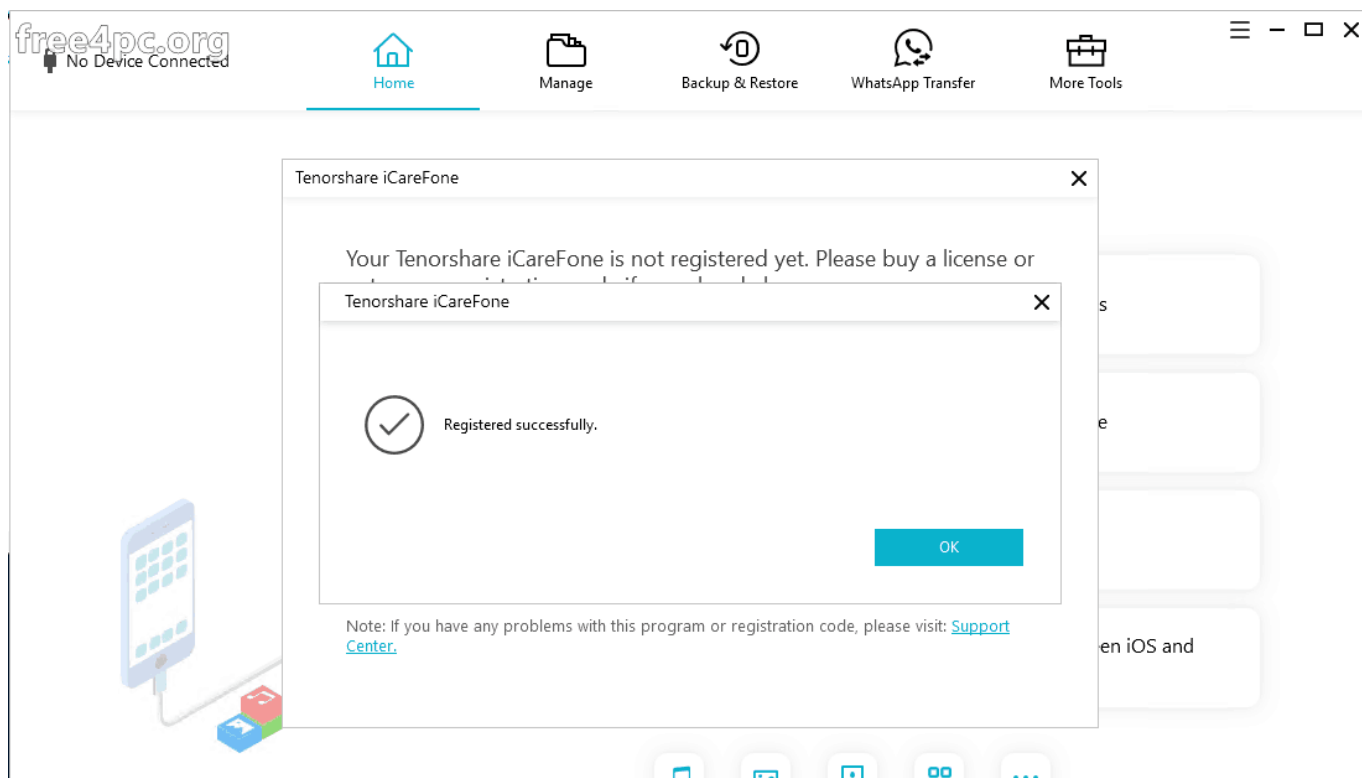 free4pc.org
No Device Connected
Home
Manage
Backup & Restore
WhatsApp Transfer
More Tools
Tenorshare iCareFone
Your Tenorshare iCareFone is not registered yet. Please buy a license or
Tenorshare iCareFone
Registered successfully.
OK
Note: If you have any problems with this program or registration code, please visit: Support
Center.
s
e
en iOS and